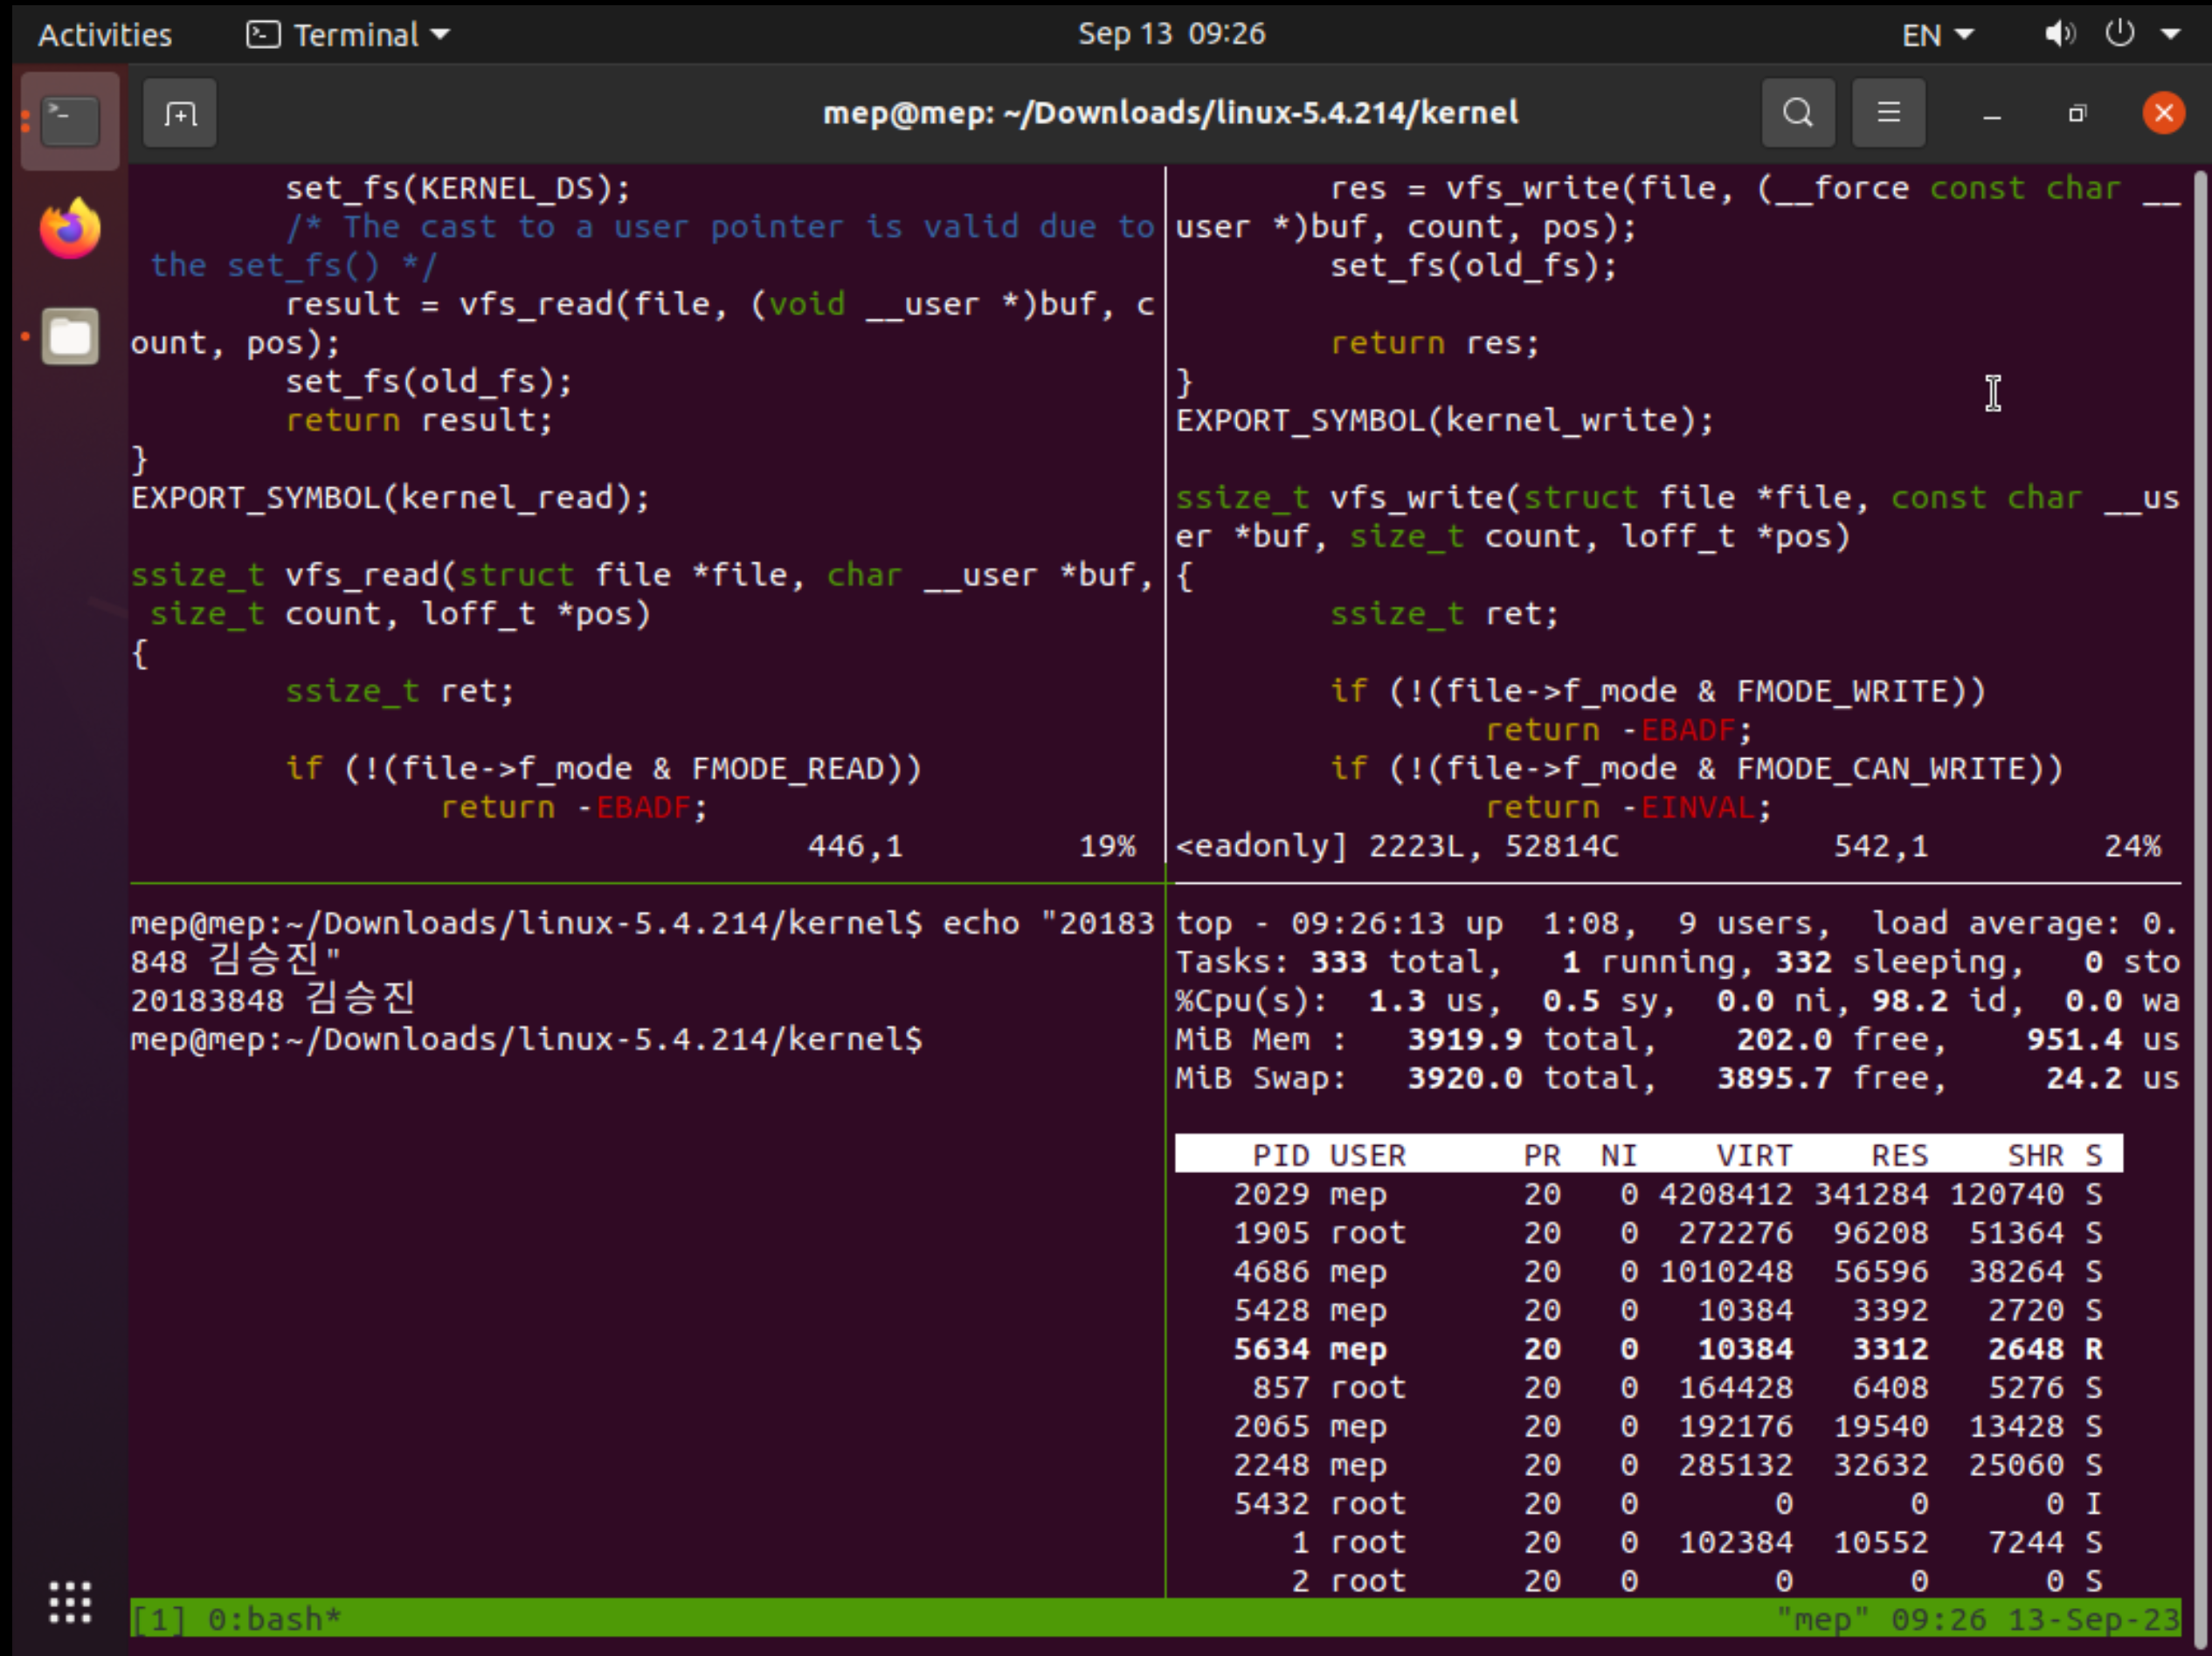 Activities
Terminal
Sep 13 09:26
EN
mep@mep: ~/Downloads/linux-5.4.214/kernel
set_fs(KERNEL_DS);
/* The cast to a user pointer is valid due to
the set_fs() */
result = vfs_read(file, (void __user *)buf, c
ount, pos);
set_fs(old_fs);
return result;
}
EXPORT_SYMBOL(kernel_read);
ssize_t vfs_read(struct file *file, char __user *buf,
size_t count, loff_t *pos)
{
ssize_t ret;
if (!(file->f_mode & FMODE_READ))
return -EBADF;
446,1 19%
res = vfs_write(file, (__force const char __
user *)buf, count, pos);
set_fs(old_fs);
return res;
}
EXPORT_SYMBOL(kernel_write);
ssize_t vfs_write(struct file *file, const char __us
er *buf, size_t count, loff_t *pos)
{
ssize_t ret;
if (!(file->f_mode & FMODE_WRITE))
return -EBADF;
if (!(file->f_mode & FMODE_CAN_WRITE))
return -EINVAL;
<eadonly] 2223L, 52814C 542,1 24%
mep@mep:~/Downloads/linux-5.4.214/kernel$ echo "20183
848 김승진"
20183848 김승진
mep@mep:~/Downloads/linux-5.4.214/kernel$
top - 09:26:13 up 1:08, 9 users, load average: 0.
Tasks: 333 total, 1 running, 332 sleeping, 0 sto
%Cpu(s): 1.3 us, 0.5 sy, 0.0 ni, 98.2 id, 0.0 wa
MiB Mem : 3919.9 total, 202.0 free, 951.4 us
MiB Swap: 3920.0 total, 3895.7 free, 24.2 us
PID USER PR NI VIRT RES SHR S
2029 mep 20 0 4208412 341284 120740 S
1905 root 20 0 272276 96208 51364 S
4686 mep 20 0 1010248 56596 38264 S
5428 mep 20 0 10384 3392 2720 S
5634 mep 20 0 10384 3312 2648 R
857 root 20 0 164428 6408 5276 S
2065 mep 20 0 192176 19540 13428 S
2248 mep 20 0 285132 32632 25060 S
5432 root 20 0 0 0 0 I
1 root 20 0 102384 10552 7244 S
2 root 20 0 0 0 0 S
[1] 0:bash* "mep" 09:26 13-Sep-23